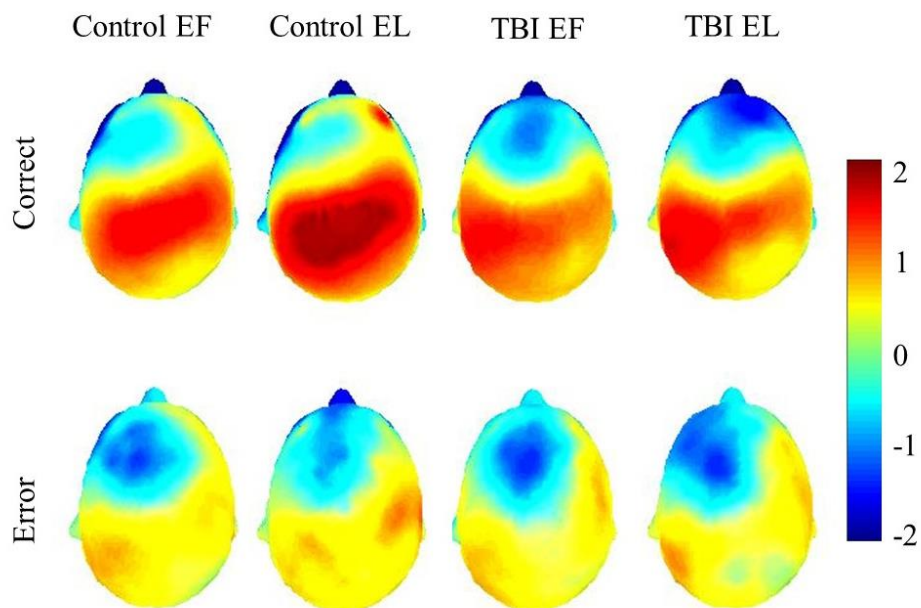 Control EF
Control EL
TBI EF
TBI EL
Correct
Error
2
1
0
-1
-2